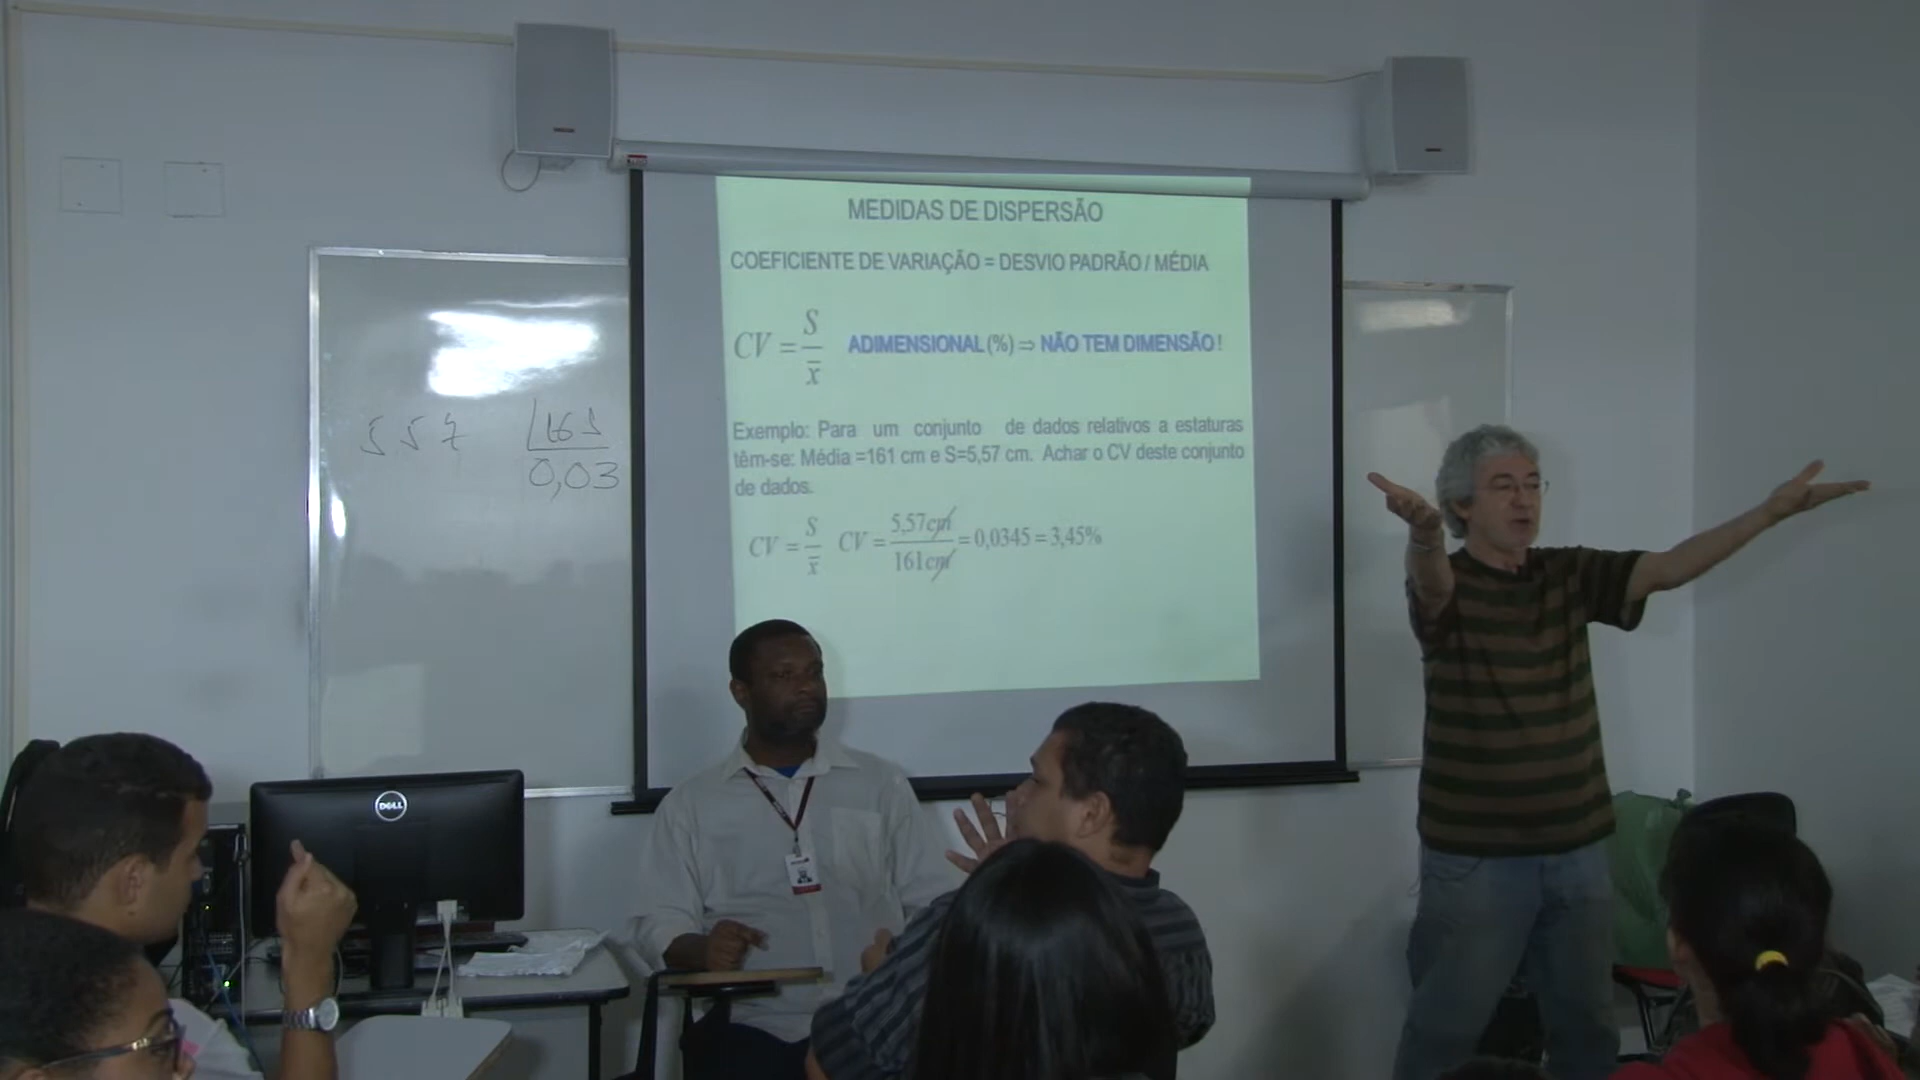 MEDIDAS DE DISPERSÃO
COEFICIENTE DE VARIAÇÃO = DESVIO PADRÃO / MÉDIA
CV = S / x̄ ADIMENSIONAL (%) ⇒ NÃO TEM DIMENSÃO !
Exemplo: Para um conjunto de dados relativos a estaturas
têm-se: Média =161 cm e S=5,57 cm. Achar o CV deste conjunto
de dados.
CV = S / x̄ CV = 5,57cm / 161cm = 0,0345 = 3,45%
557 161
0,03
DELL